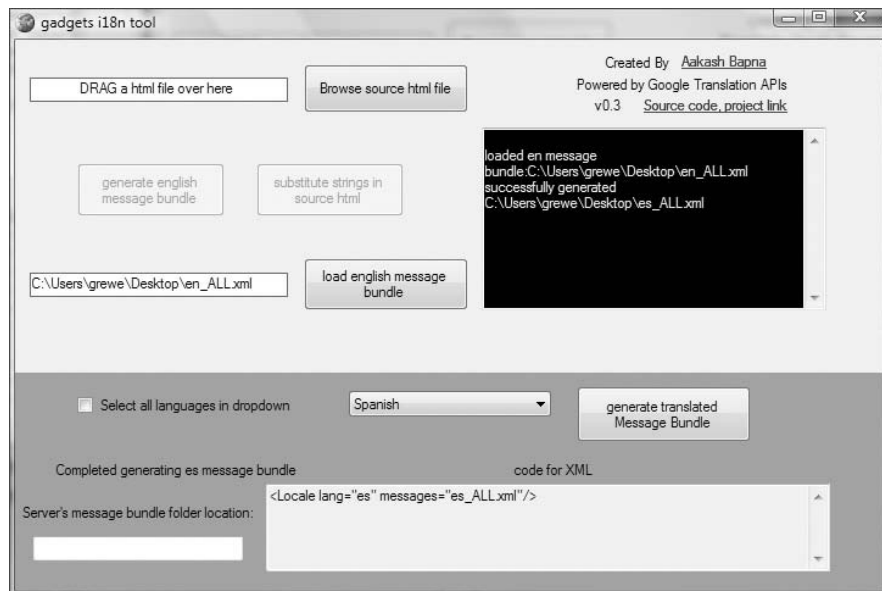 gadgets i18n tool
DRAG a html file over here
Browse source html file
Created By Aakash Bapna
Powered by Google Translation APIs
v0.3 Source code, project link
generate english
message bundle
substitute strings in
source html
loaded en message
bundle:C:\Users\grewe\Desktop\en_ALL.xml
successfully generated
C:\Users\grewe\Desktop\es_ALL.xml
C:\Users\grewe\Desktop\en_ALL.xml
load english message
bundle
Select all languages in dropdown
Spanish
generate translated
Message Bundle
Completed generating es message bundle
code for XML
Server's message bundle folder location:
<Locale lang="es" messages="es_ALL.xml"/>